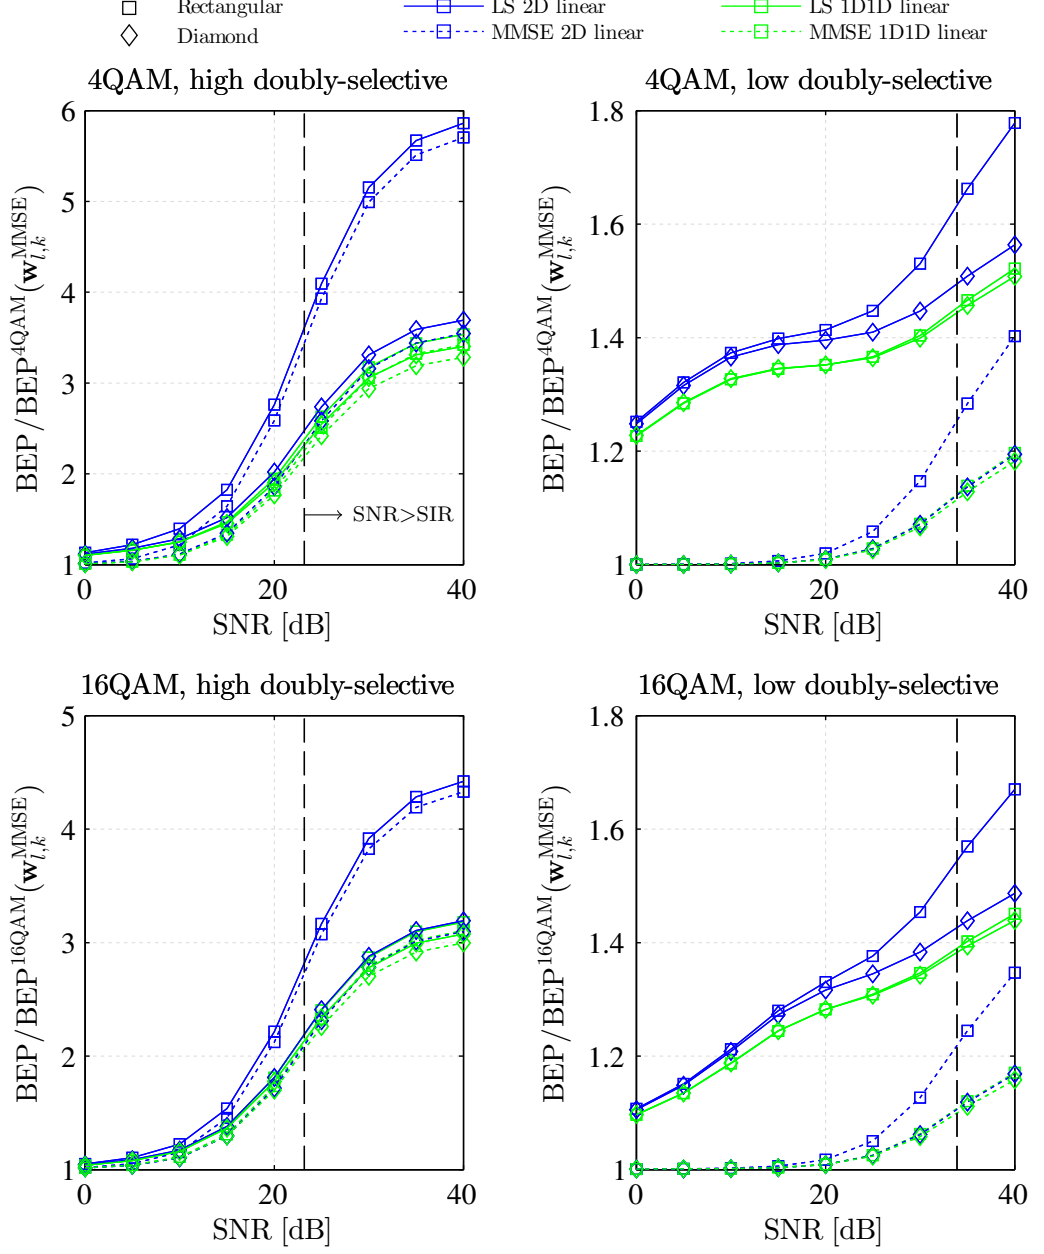 Rectangular LS 2D linear LS 1D1D linear
Diamond MMSE 2D linear MMSE 1D1D linear
4QAM, high doubly-selective
6
5
4
3
2
1
0 20 40
SNR [dB]
BEP/BEP^4QAM(w_l,k^MMSE)
SNR>SIR
4QAM, low doubly-selective
1.8
1.6
1.4
1.2
1
0 20 40
SNR [dB]
BEP/BEP^4QAM(w_l,k^MMSE)
16QAM, high doubly-selective
5
4
3
2
1
0 20 40
SNR [dB]
BEP/BEP^16QAM(w_l,k^MMSE)
16QAM, low doubly-selective
1.8
1.6
1.4
1.2
1
0 20 40
SNR [dB]
BEP/BEP^16QAM(w_l,k^MMSE)